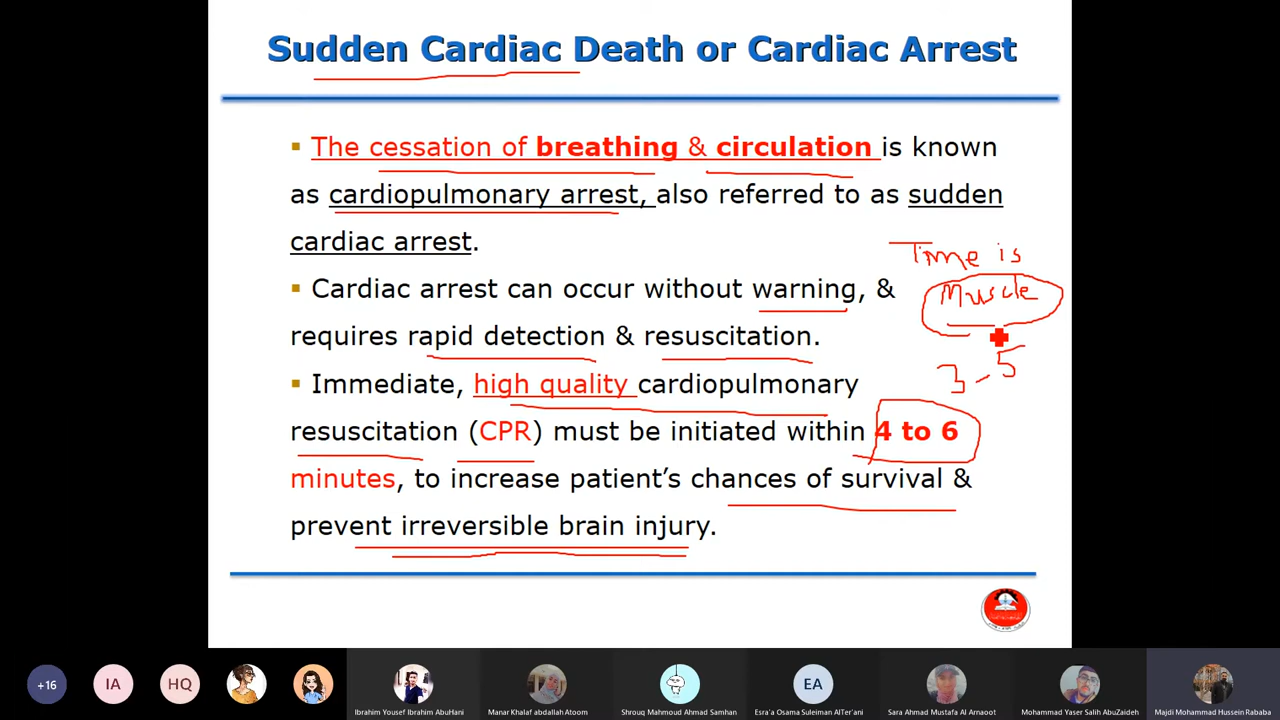 Sudden Cardiac Death or Cardiac Arrest
▪ The cessation of breathing & circulation is known
as cardiopulmonary arrest, also referred to as sudden
cardiac arrest.
Time is
Muscle
3-5
▪ Cardiac arrest can occur without warning, &
requires rapid detection & resuscitation.
▪ Immediate, high quality cardiopulmonary
resuscitation (CPR) must be initiated within 4 to 6
minutes, to increase patient’s chances of survival &
prevent irreversible brain injury.
+16
IA
HQ
EA
Ibrahim Yousef Ibrahim AbuHani
Manar Khalaf abdallah Atoom
Shrouq Mahmoud Ahmad Samhan
Esra'a Osama Suleiman AlTer'ani
Sara Ahmad Mustafa Al Arnaoot
Mohammad Yaser Salih AbuZaideh
Majdi Mohammad Hussein Rababa